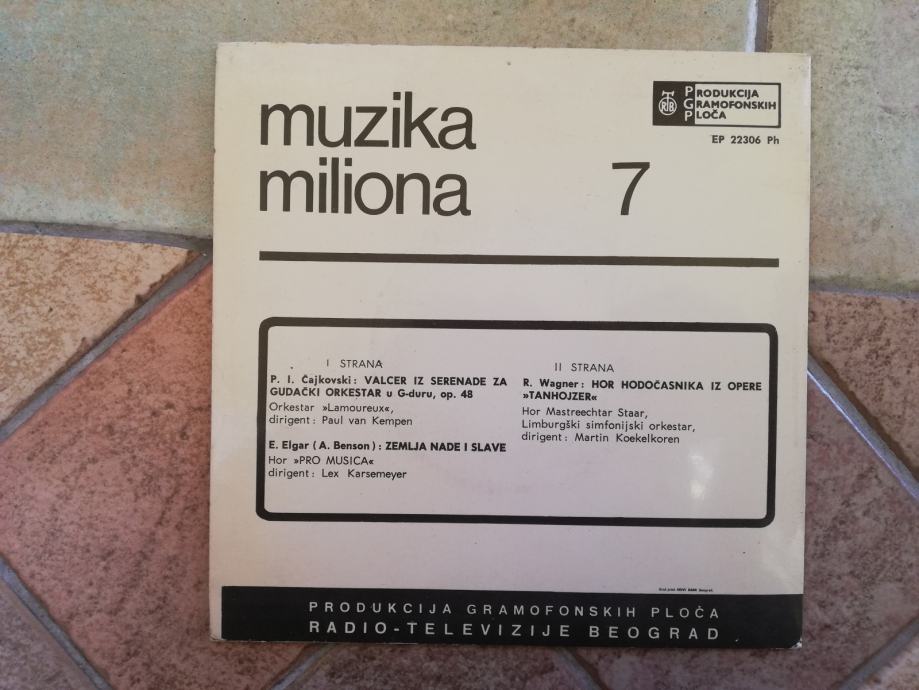 muzika
miliona 7
RTB
PGP
PRODUKCIJA
GRAMOFONSKIH
PLOČA
EP 22306 Ph
I STRANA
P. I. Čajkovski: VALCER IZ SERENADE ZA
GUDAČKI ORKESTAR u G-duru, op. 48
Orkestar »Lamoureux«,
dirigent: Paul van Kempen
E. Elgar (A. Benson): ZEMLJA NADE I SLAVE
Hor »PRO MUSICA«
dirigent: Lex Karsemeyer
II STRANA
R. Wagner: HOR HODOČASNIKA IZ OPERE
»TANHOJZER«
Hor Mastreechtar Staar,
Limburgški simfonijski orkestar,
dirigent: Martin Koekelkoren
PRODUKCIJA GRAMOFONSKIH PLOČA
RADIO-TELEVIZIJE BEOGRAD